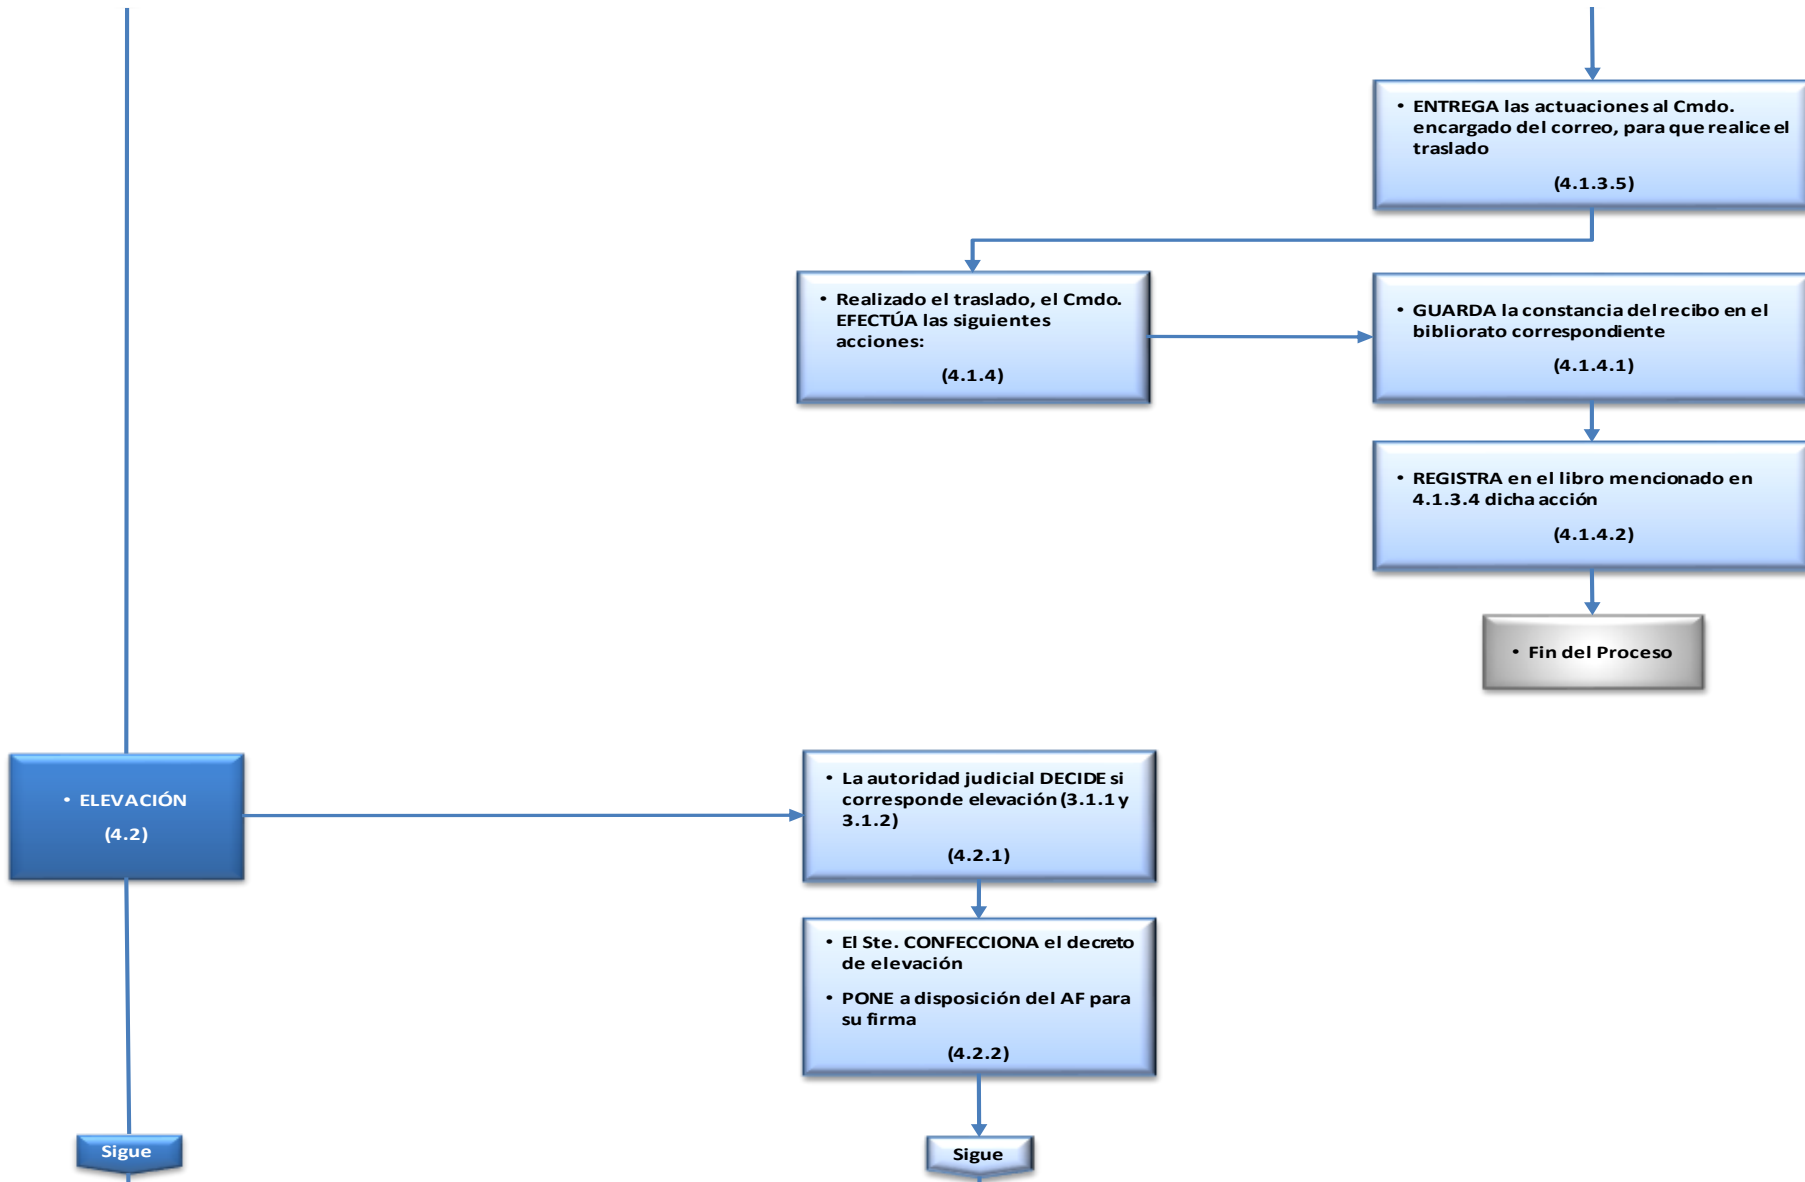 • ENTREGA las actuaciones al Cmdo.
encargado del correo, para que realice el
traslado
(4.1.3.5)
• Realizado el traslado, el Cmdo.
EFECTÚA las siguientes
acciones:
(4.1.4)
• GUARDA la constancia del recibo en el
bibliorato correspondiente
(4.1.4.1)
• REGISTRA en el libro mencionado en
4.1.3.4 dicha acción
(4.1.4.2)
• Fin del Proceso
• ELEVACIÓN
(4.2)
• La autoridad judicial DECIDE si
corresponde elevación (3.1.1 y
3.1.2)
(4.2.1)
• El Ste. CONFECCIONA el decreto
de elevación
• PONE a disposición del AF para
su firma
(4.2.2)
Sigue
Sigue